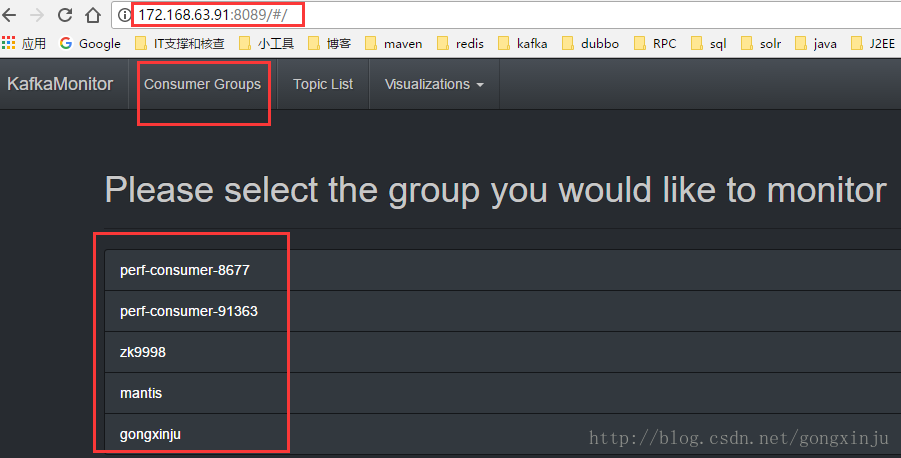 172.168.63.91:8089/#/
应用 Google IT支撑和核查 小工具 博客 maven redis kafka dubbo RPC sql solr java J2EE
KafkaMonitor Consumer Groups Topic List Visualizations
Please select the group you would like to monitor
perf-consumer-8677
perf-consumer-91363
zk9998
mantis
gongxinju
http://blog.csdn.net/gongxinju